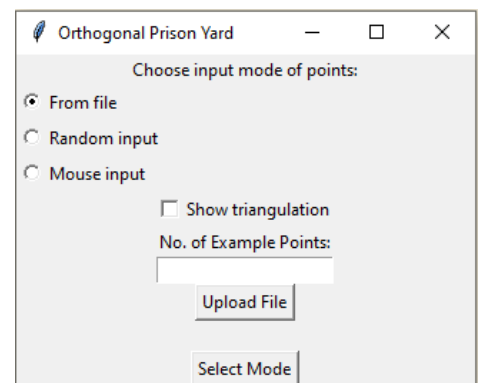 Orthogonal Prison Yard
Choose input mode of points:
From file
Random input
Mouse input
Show triangulation
No. of Example Points:
Upload File
Select Mode